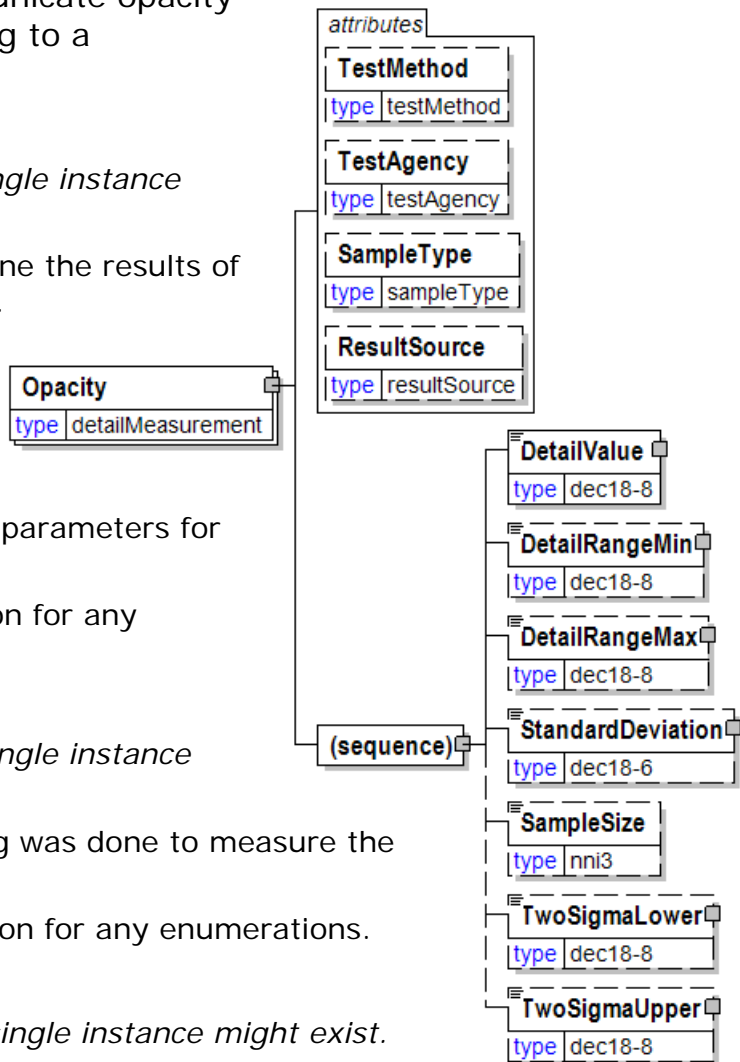 unicate opacity
g to a
ngle instance
ne the results of
parameters for
on for any
ngle instance
g was done to measure the
on for any enumerations.
single instance might exist.
Opacity
type detailMeasurement
attributes
TestMethod
type testMethod
TestAgency
type testAgency
SampleType
type sampleType
ResultSource
type resultSource
(sequence)
DetailValue
type dec18-8
DetailRangeMin
type dec18-8
DetailRangeMax
type dec18-8
StandardDeviation
type dec18-6
SampleSize
type nni3
TwoSigmaLower
type dec18-8
TwoSigmaUpper
type dec18-8